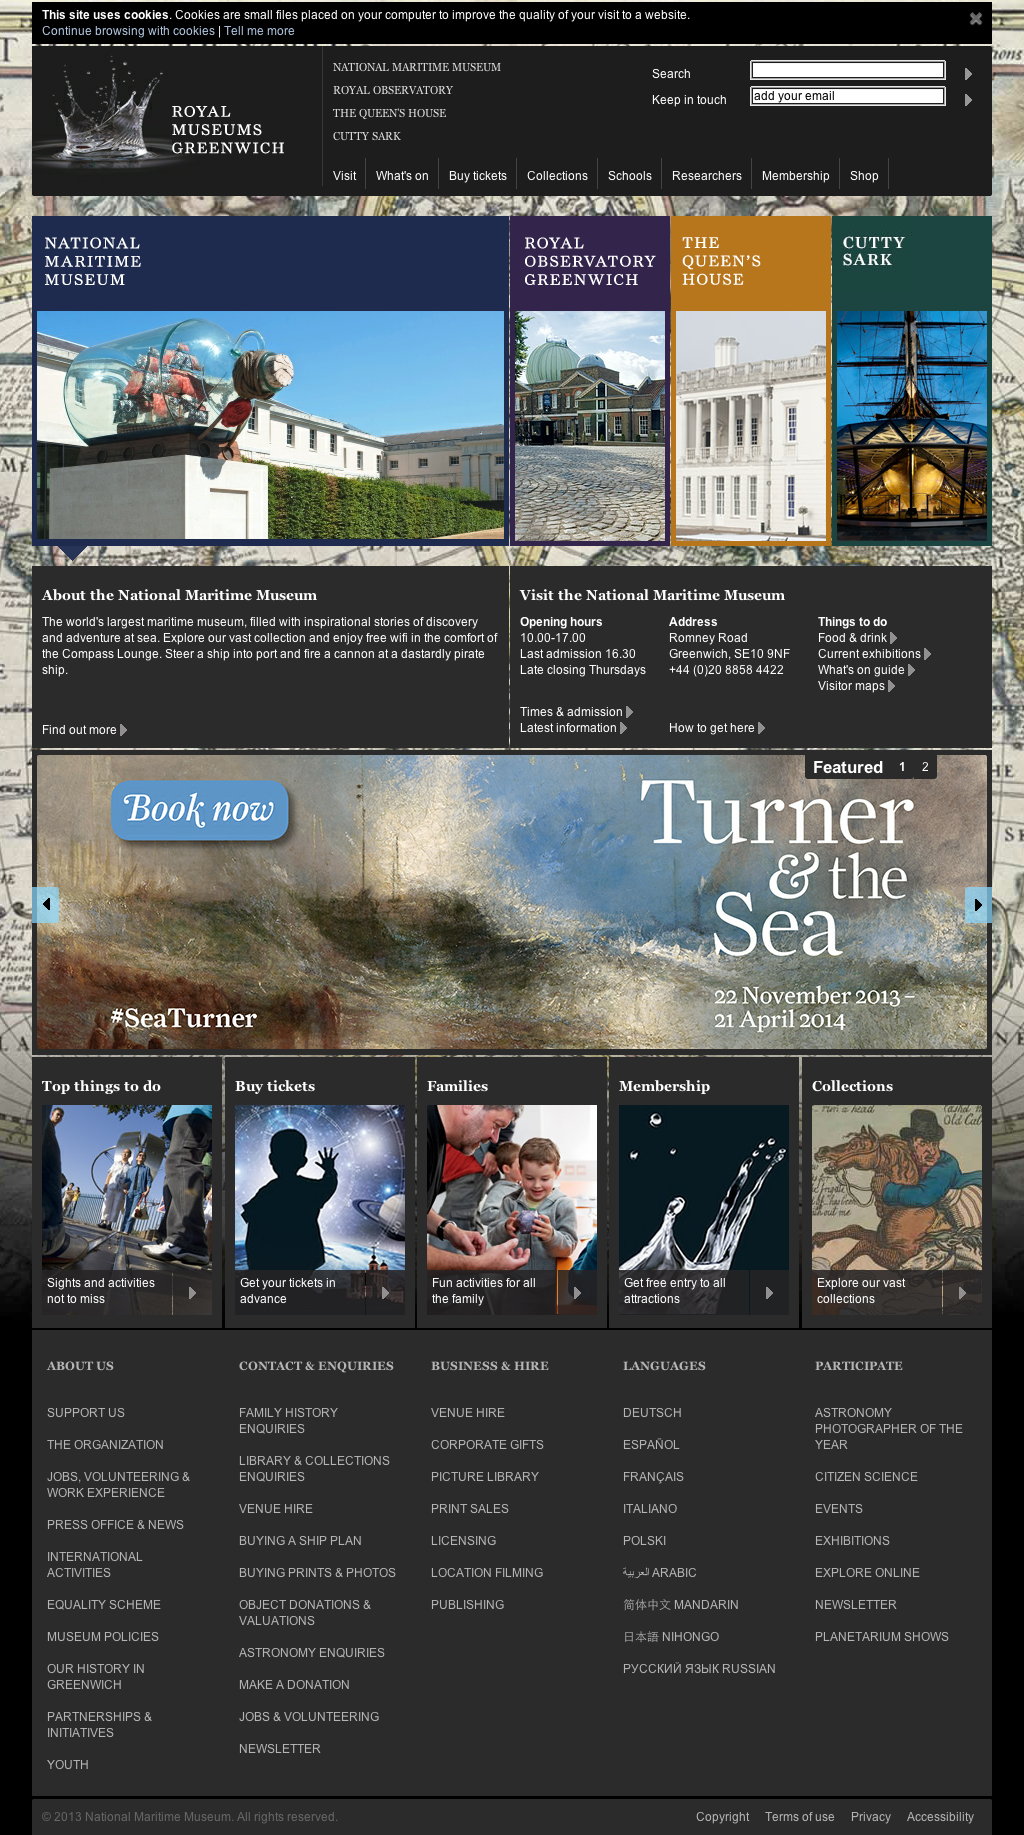 This site uses cookies. Cookies are small files placed on your computer to improve the quality of your visit to a website.
Continue browsing with cookies | Tell me more
ROYAL
MUSEUMS
GREENWICH
NATIONAL MARITIME MUSEUM
ROYAL OBSERVATORY
THE QUEEN'S HOUSE
CUTTY SARK
Search
Keep in touch
add your email
Visit
What's on
Buy tickets
Collections
Schools
Researchers
Membership
Shop
NATIONAL
MARITIME
MUSEUM
ROYAL
OBSERVATORY
GREENWICH
THE
QUEEN'S
HOUSE
CUTTY
SARK
About the National Maritime Museum
The world's largest maritime museum, filled with inspirational stories of discovery
and adventure at sea. Explore our vast collection and enjoy free wifi in the comfort of
the Compass Lounge. Steer a ship into port and fire a cannon at a dastardly pirate
ship.
Find out more
Visit the National Maritime Museum
Opening hours
10.00-17.00
Last admission 16.30
Late closing Thursdays
Times & admission
Latest information
Address
Romney Road
Greenwich, SE10 9NF
+44 (0)20 8858 4422
How to get here
Things to do
Food & drink
Current exhibitions
What's on guide
Visitor maps
Featured 1 2
Book now
Turner
& the
Sea
22 November 2013 –
21 April 2014
#SeaTurner
Top things to do
Sights and activities
not to miss
Buy tickets
Get your tickets in
advance
Families
Fun activities for all
the family
Membership
Get free entry to all
attractions
Collections
Explore our vast
collections
ABOUT US
SUPPORT US
THE ORGANIZATION
JOBS, VOLUNTEERING &
WORK EXPERIENCE
PRESS OFFICE & NEWS
INTERNATIONAL
ACTIVITIES
EQUALITY SCHEME
MUSEUM POLICIES
OUR HISTORY IN
GREENWICH
PARTNERSHIPS &
INITIATIVES
YOUTH
CONTACT & ENQUIRIES
FAMILY HISTORY
ENQUIRIES
LIBRARY & COLLECTIONS
ENQUIRIES
VENUE HIRE
BUYING A SHIP PLAN
BUYING PRINTS & PHOTOS
OBJECT DONATIONS &
VALUATIONS
ASTRONOMY ENQUIRIES
MAKE A DONATION
JOBS & VOLUNTEERING
NEWSLETTER
BUSINESS & HIRE
VENUE HIRE
CORPORATE GIFTS
PICTURE LIBRARY
PRINT SALES
LICENSING
LOCATION FILMING
PUBLISHING
LANGUAGES
DEUTSCH
ESPAÑOL
FRANÇAIS
ITALIANO
POLSKI
العربية ARABIC
简体中文 MANDARIN
日本語 NIHONGO
РУССКИЙ ЯЗЫК RUSSIAN
PARTICIPATE
ASTRONOMY
PHOTOGRAPHER OF THE
YEAR
CITIZEN SCIENCE
EVENTS
EXHIBITIONS
EXPLORE ONLINE
NEWSLETTER
PLANETARIUM SHOWS
© 2013 National Maritime Museum. All rights reserved.
Copyright
Terms of use
Privacy
Accessibility